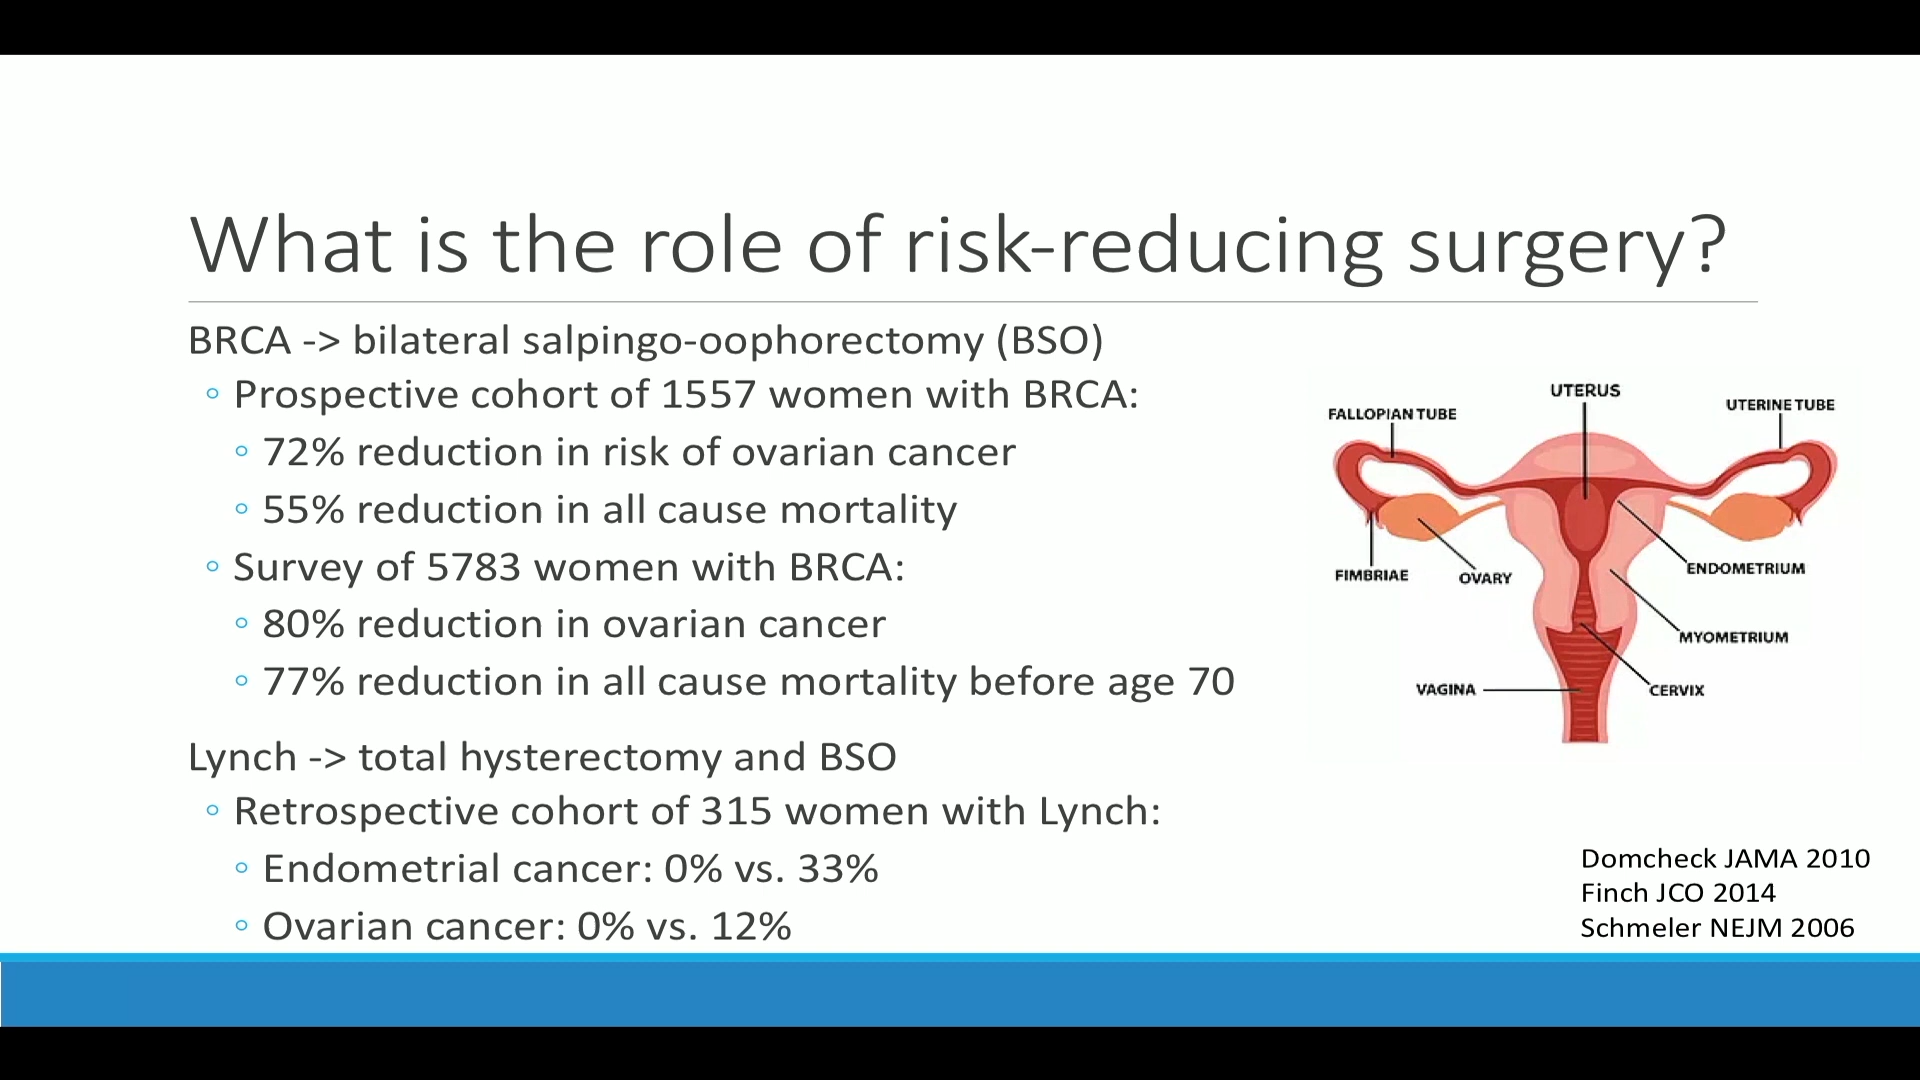 What is the role of risk-reducing surgery?
BRCA -> bilateral salpingo-oophorectomy (BSO)
◦ Prospective cohort of 1557 women with BRCA:
◦ 72% reduction in risk of ovarian cancer
◦ 55% reduction in all cause mortality
◦ Survey of 5783 women with BRCA:
◦ 80% reduction in ovarian cancer
◦ 77% reduction in all cause mortality before age 70
Lynch -> total hysterectomy and BSO
◦ Retrospective cohort of 315 women with Lynch:
◦ Endometrial cancer: 0% vs. 33%
◦ Ovarian cancer: 0% vs. 12%
UTERUS
FALLOPIAN TUBE
UTERINE TUBE
FIMBRIAE
OVARY
ENDOMETRIUM
MYOMETRIUM
VAGINA
CERVIX
Domcheck JAMA 2010
Finch JCO 2014
Schmeler NEJM 2006